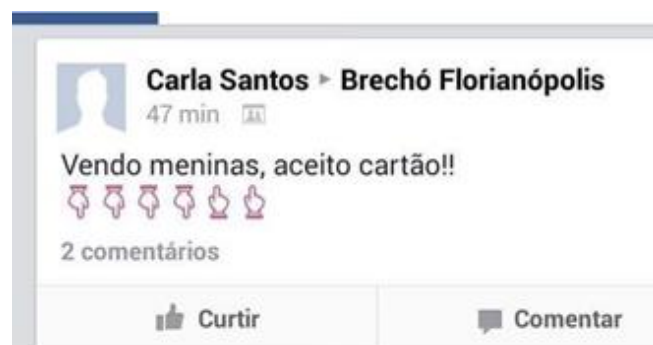 Carla Santos ▸ Brechó Florianópolis
47 min
Vendo meninas, aceito cartão!!
👇👇👇👇👆👆
2 comentários
Curtir
Comentar